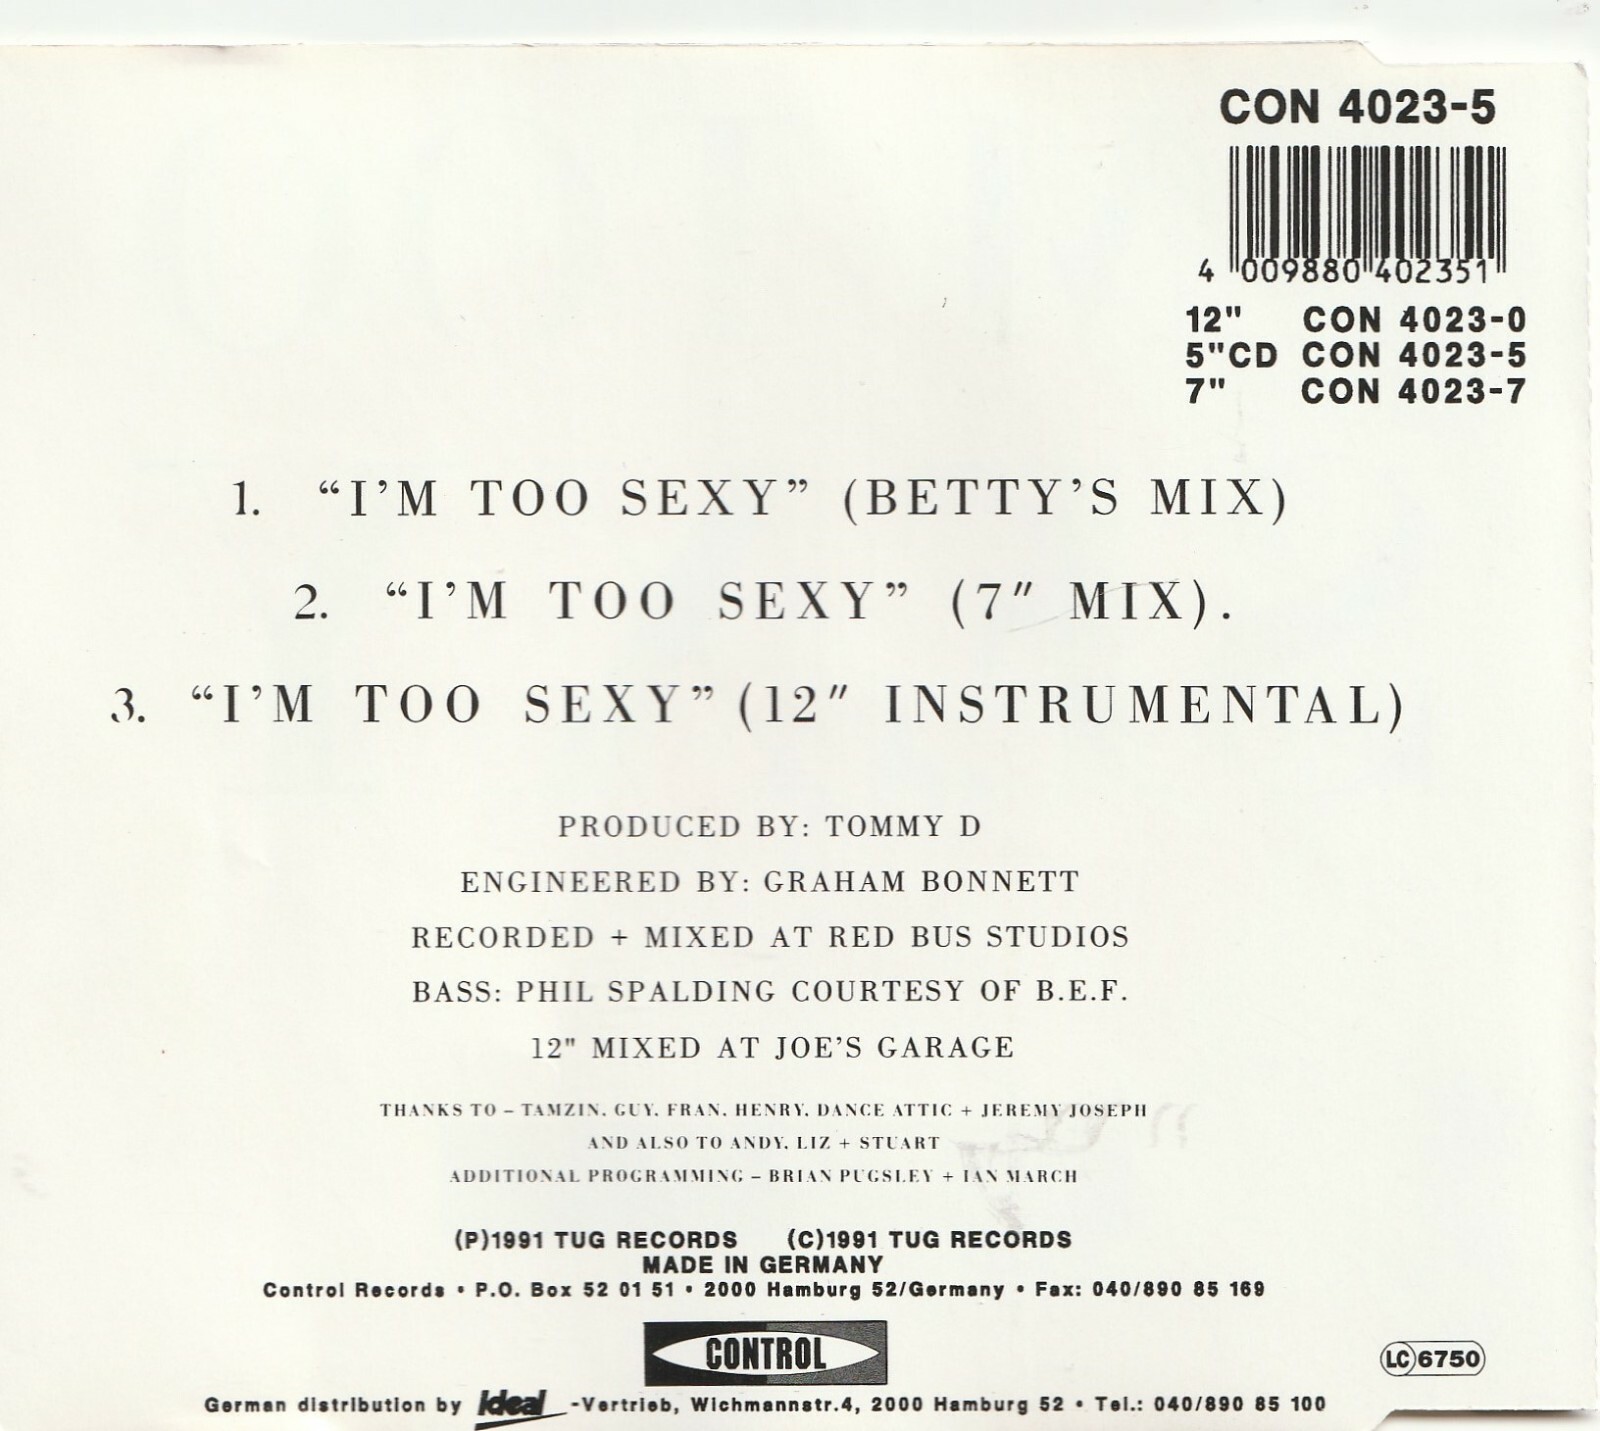 CON 4023-5
4 009880 402351
12" CON 4023-0
5"CD CON 4023-5
7" CON 4023-7
1. “I’M TOO SEXY” (BETTY’S MIX)
2. “I’M TOO SEXY” (7″ MIX).
3. “I’M TOO SEXY” (12″ INSTRUMENTAL)
PRODUCED BY: TOMMY D
ENGINEERED BY: GRAHAM BONNETT
RECORDED + MIXED AT RED BUS STUDIOS
BASS: PHIL SPALDING COURTESY OF B.E.F.
12" MIXED AT JOE'S GARAGE
THANKS TO – TAMZIN, GUY, FRAN, HENRY, DANCE ATTIC + JEREMY JOSEPH
AND ALSO TO ANDY, LIZ + STUART
ADDITIONAL PROGRAMMING – BRIAN PUGSLEY + IAN MARCH
(P)1991 TUG RECORDS (C)1991 TUG RECORDS
MADE IN GERMANY
Control Records • P.O. Box 52 01 51 • 2000 Hamburg 52/Germany • Fax: 040/890 85 169
CONTROL
LC 6750
German distribution by ideal -Vertrieb, Wichmannstr.4, 2000 Hamburg 52 • Tel.: 040/890 85 100